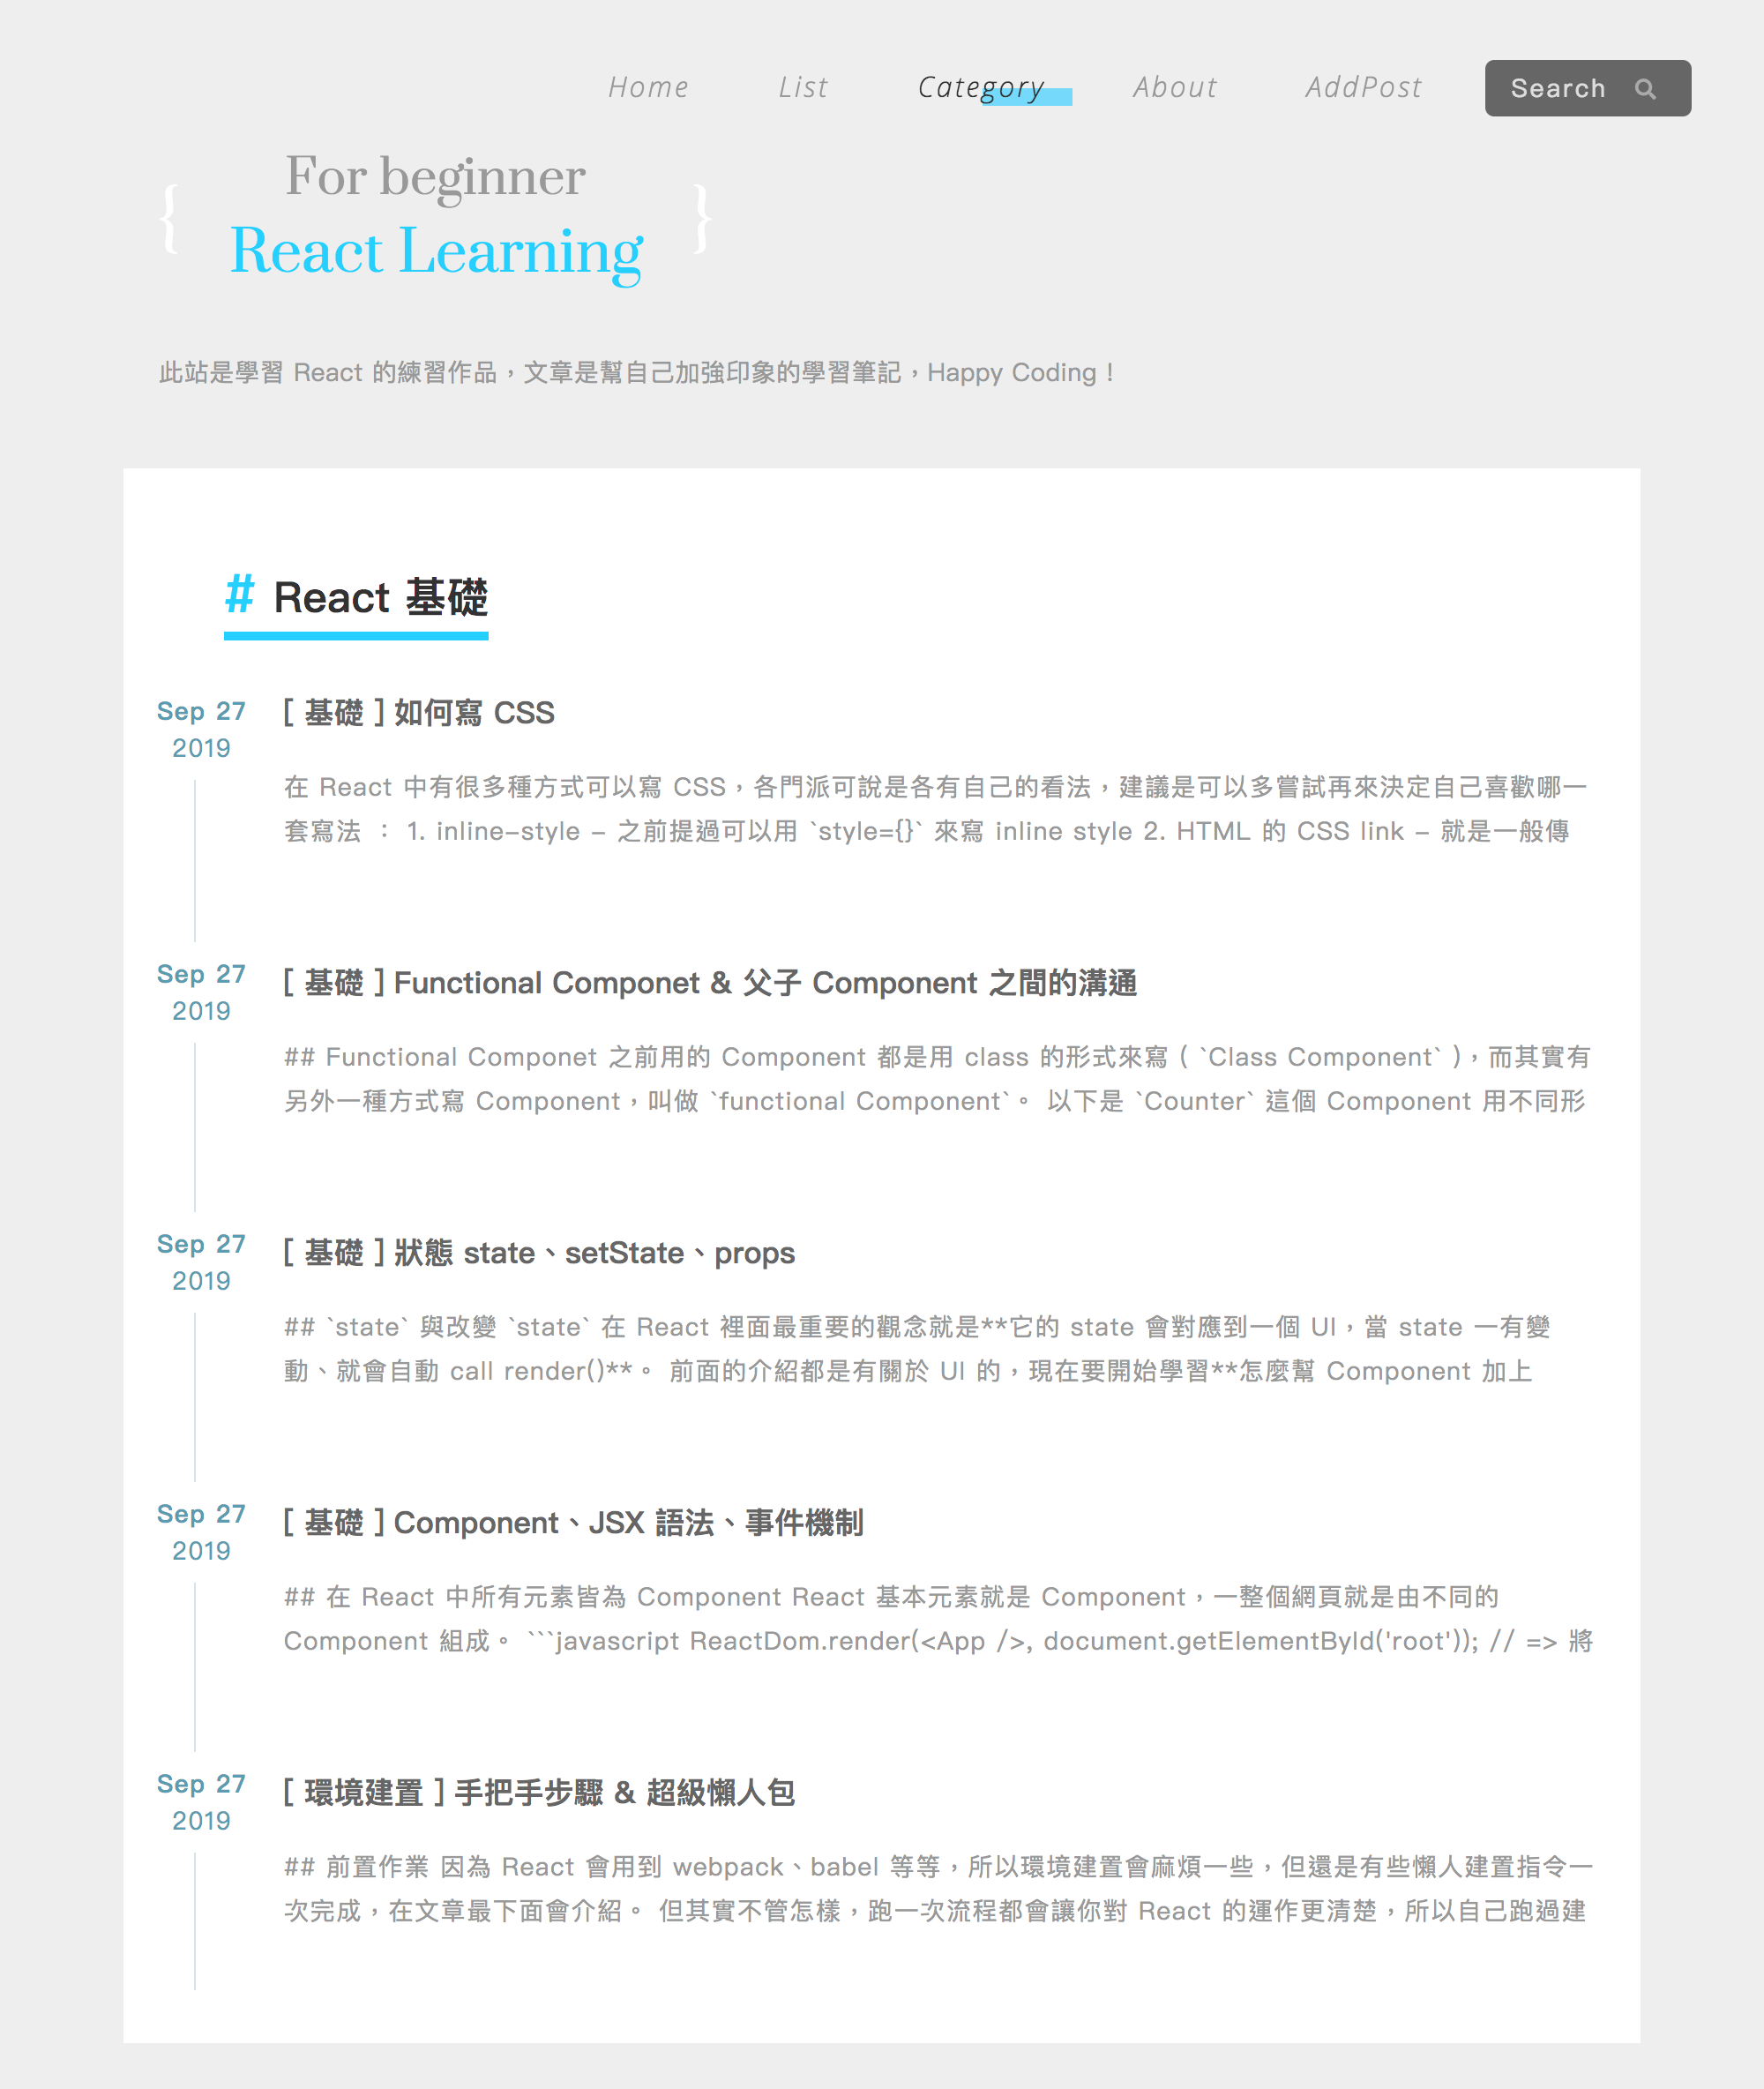 Home List Category About AddPost Search
For beginner
{ }
React Learning
此站是學習 React 的練習作品，文章是幫自己加強印象的學習筆記，Happy Coding !
# React 基礎
Sep 27 [ 基礎 ] 如何寫 CSS
2019
在 React 中有很多種方式可以寫 CSS，各門派可說是各有自己的看法，建議是可以多嘗試再來決定自己喜歡哪一
套寫法 ： 1. inline-style - 之前提過可以用 `style={}` 來寫 inline style 2. HTML 的 CSS link - 就是一般傳
Sep 27 [ 基礎 ] Functional Componet & 父子 Component 之間的溝通
2019
## Functional Componet 之前用的 Component 都是用 class 的形式來寫 ( `Class Component` )，而其實有
另外一種方式寫 Component，叫做 `functional Component`。 以下是 `Counter` 這個 Component 用不同形
Sep 27 [ 基礎 ] 狀態 state、setState、props
2019
## `state` 與改變 `state` 在 React 裡面最重要的觀念就是**它的 state 會對應到一個 UI，當 state 一有變
動、就會自動 call render()**。 前面的介紹都是有關於 UI 的，現在要開始學習**怎麼幫 Component 加上
Sep 27 [ 基礎 ] Component、JSX 語法、事件機制
2019
## 在 React 中所有元素皆為 Component React 基本元素就是 Component，一整個網頁就是由不同的
Component 組成。 ```javascript ReactDom.render(<App />, document.getElementById('root')); // => 將
Sep 27 [ 環境建置 ] 手把手步驟 & 超級懶人包
2019
## 前置作業 因為 React 會用到 webpack、babel 等等，所以環境建置會麻煩一些，但還是有些懶人建置指令一
次完成，在文章最下面會介紹。 但其實不管怎樣，跑一次流程都會讓你對 React 的運作更清楚，所以自己跑過建